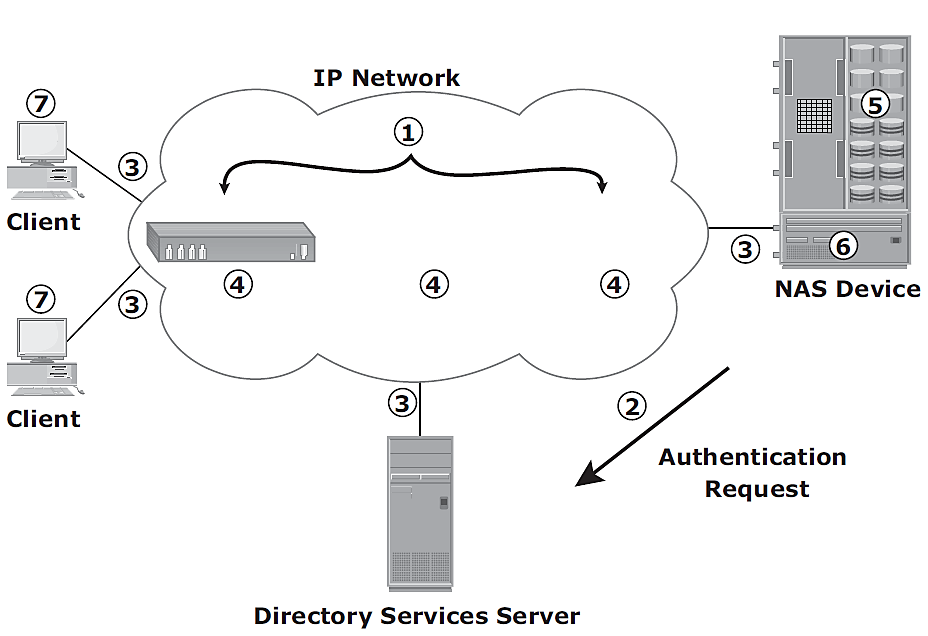 IP Network
①
⑦
③
Client
⑤
④
④
④
③
⑥
NAS Device
⑦
③
Client
③
②
Authentication
Request
Directory Services Server